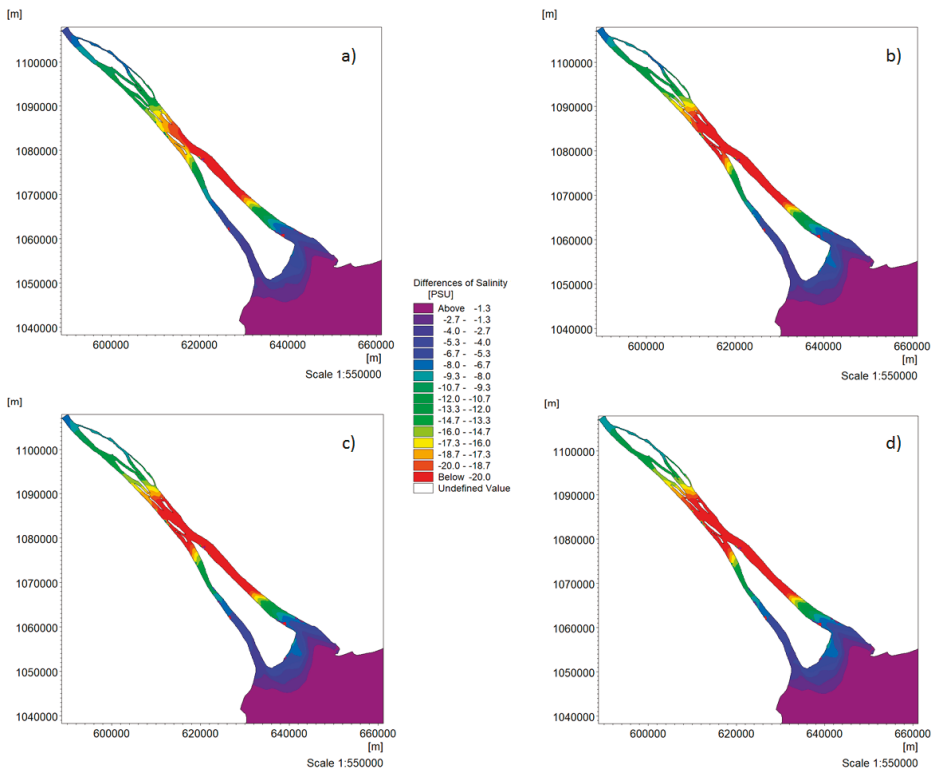 [m]
a)
1100000
1090000
1080000
1070000
1060000
1050000
1040000
600000 620000 640000 660000
[m]
Scale 1:550000
[m]
b)
1100000
1090000
1080000
1070000
1060000
1050000
1040000
600000 620000 640000 660000
[m]
Scale 1:550000
Differences of Salinity
[PSU]
Above -1.3
-2.7 - -1.3
-4.0 - -2.7
-5.3 - -4.0
-6.7 - -5.3
-8.0 - -6.7
-9.3 - -8.0
-10.7 - -9.3
-12.0 - -10.7
-13.3 - -12.0
-14.7 - -13.3
-16.0 - -14.7
-17.3 - -16.0
-18.7 - -17.3
-20.0 - -18.7
Below -20.0
Undefined Value
[m]
c)
1100000
1090000
1080000
1070000
1060000
1050000
1040000
600000 620000 640000 660000
[m]
Scale 1:550000
[m]
d)
1100000
1090000
1080000
1070000
1060000
1050000
1040000
600000 620000 640000 660000
[m]
Scale 1:550000